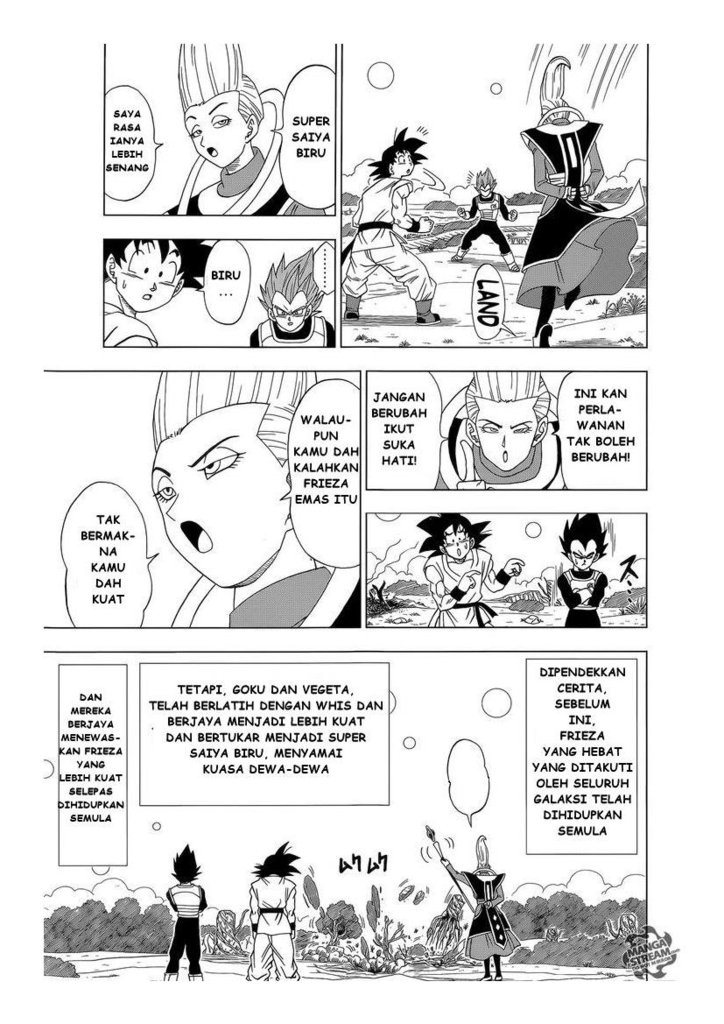 SUPER
SAIYA
BIRU
SAYA
RASA
IANYA
LEBIH
SENANG
LAND
BIRU
...
INI KAN
PERLA-
WANAN
TAK BOLEH
BERUBAH!
JANGAN
BERUBAH
IKUT
SUKA
HATI!
WALAU-
PUN
KAMU DAH
KALAHKAN
FRIEZA
EMAS ITU
TAK
BERMAK-
NA
KAMU
DAH
KUAT
DIPENDEKKAN
CERITA,
SEBELUM
INI,
FRIEZA
YANG HEBAT
YANG DITAKUTI
OLEH SELURUH
GALAKSI TELAH
DIHIDUPKAN
SEMULA
TETAPI, GOKU DAN VEGETA,
TELAH BERLATIH DENGAN WHIS DAN
BERJAYA MENJADI LEBIH KUAT
DAN BERTUKAR MENJADI SUPER
SAIYA BIRU, MENYAMAI
KUASA DEWA-DEWA
DAN
MEREKA
BERJAYA
MENEWAS-
KAN FRIEZA
YANG
LEBIH KUAT
SELEPAS
DIHIDUPKAN
SEMULA
ムクムク
MANGA
STREAM